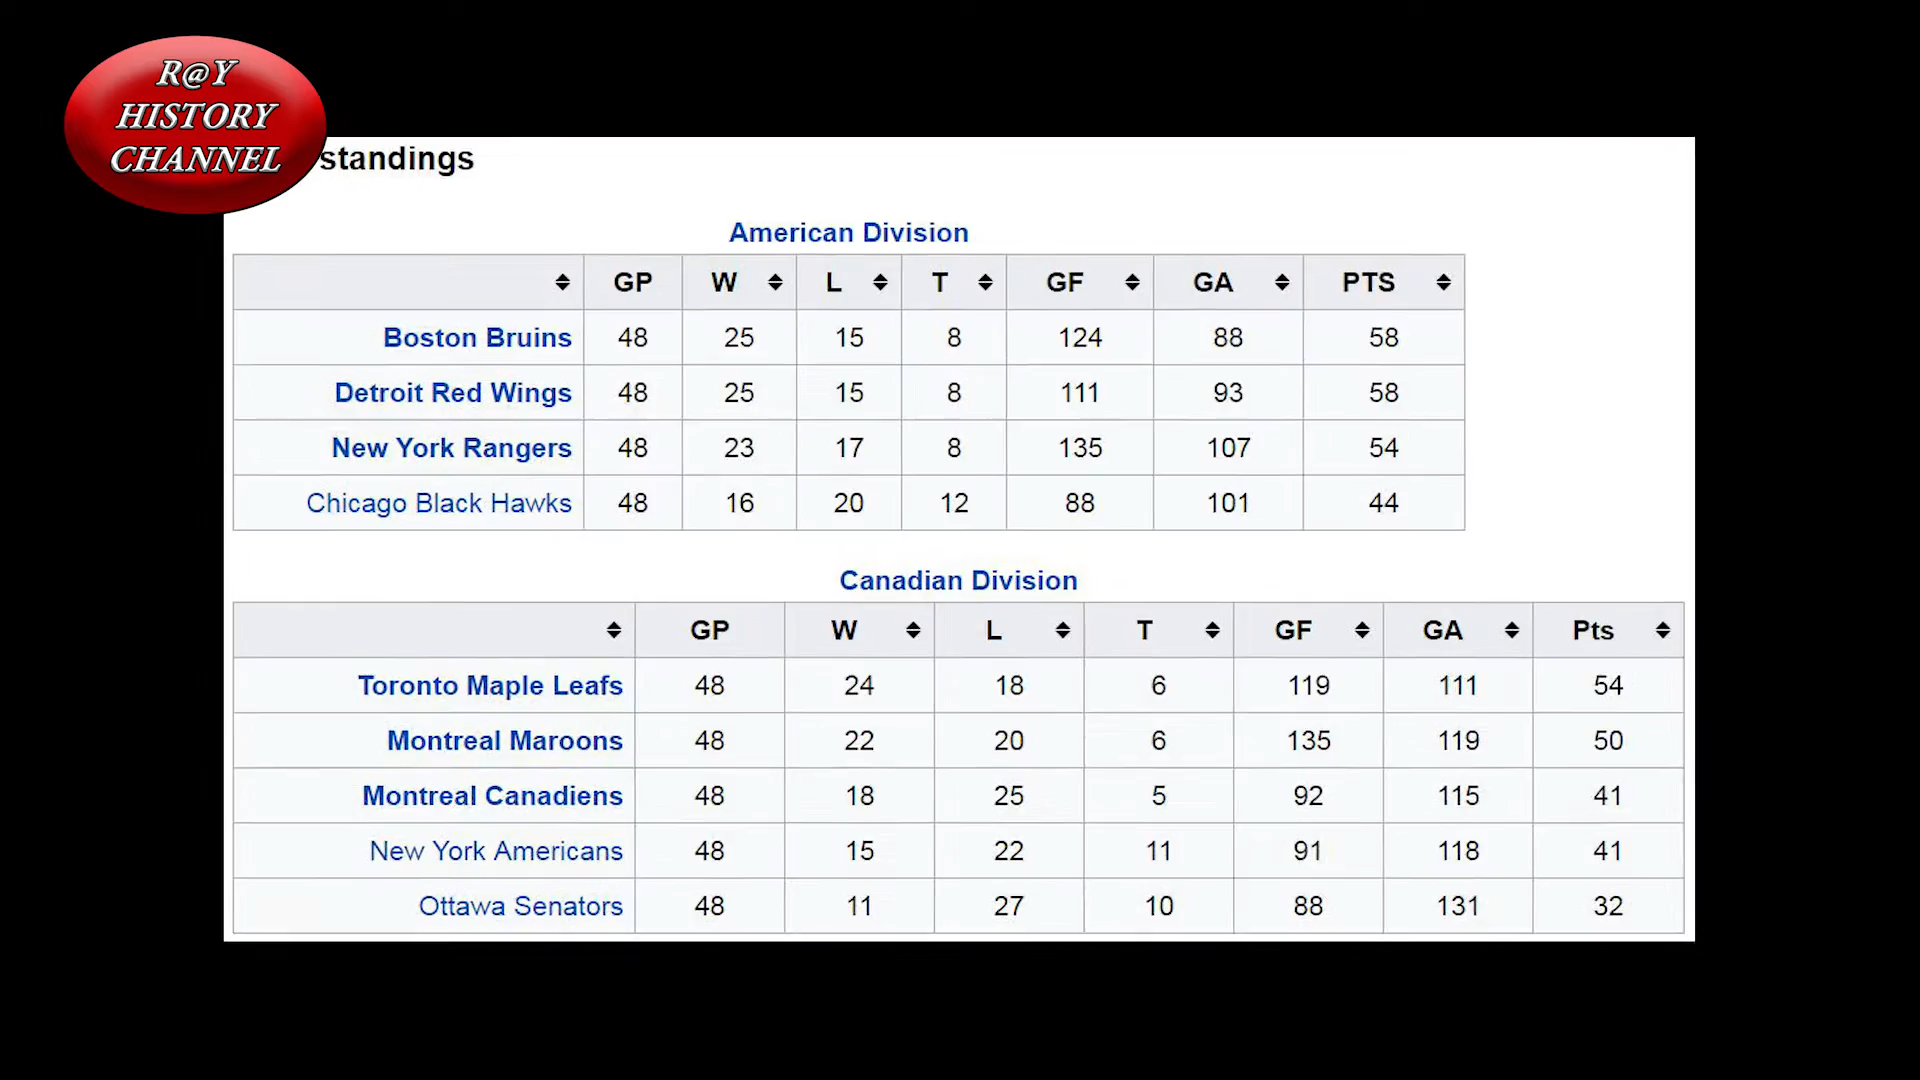 R@Y
HISTORY
CHANNEL
standings
American Division
GP W L T GF GA PTS
Boston Bruins 48 25 15 8 124 88 58
Detroit Red Wings 48 25 15 8 111 93 58
New York Rangers 48 23 17 8 135 107 54
Chicago Black Hawks 48 16 20 12 88 101 44
Canadian Division
GP W L T GF GA Pts
Toronto Maple Leafs 48 24 18 6 119 111 54
Montreal Maroons 48 22 20 6 135 119 50
Montreal Canadiens 48 18 25 5 92 115 41
New York Americans 48 15 22 11 91 118 41
Ottawa Senators 48 11 27 10 88 131 32